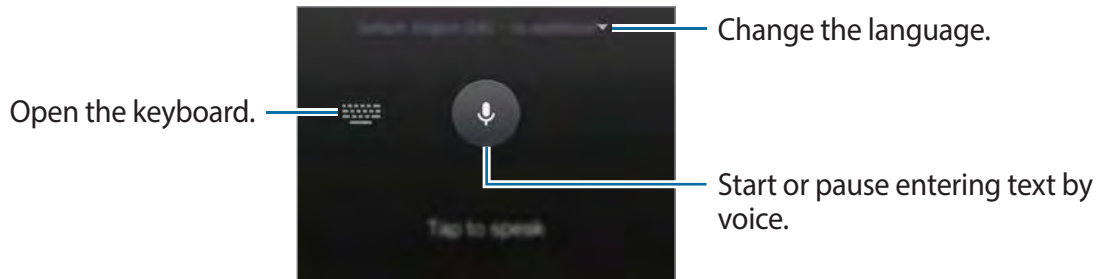 Change the language.
Open the keyboard.
Start or pause entering text by
voice.
Tap to speak